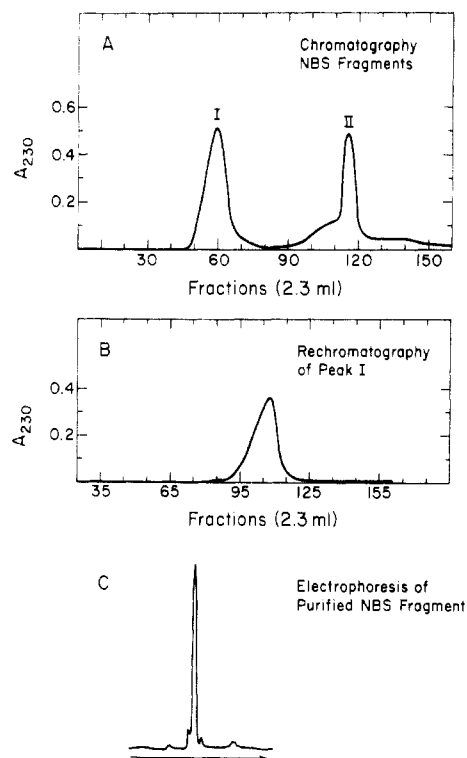 A
Chromatography
NBS Fragments
I
II
0.6
0.4
0.2
A230
30 60 90 120 150
Fractions (2.3 ml)
B
Rechromatography
of Peak I
0.4
0.2
A230
35 65 95 125 155
Fractions (2.3 ml)
C
Electrophoresis of
Purified NBS Fragment